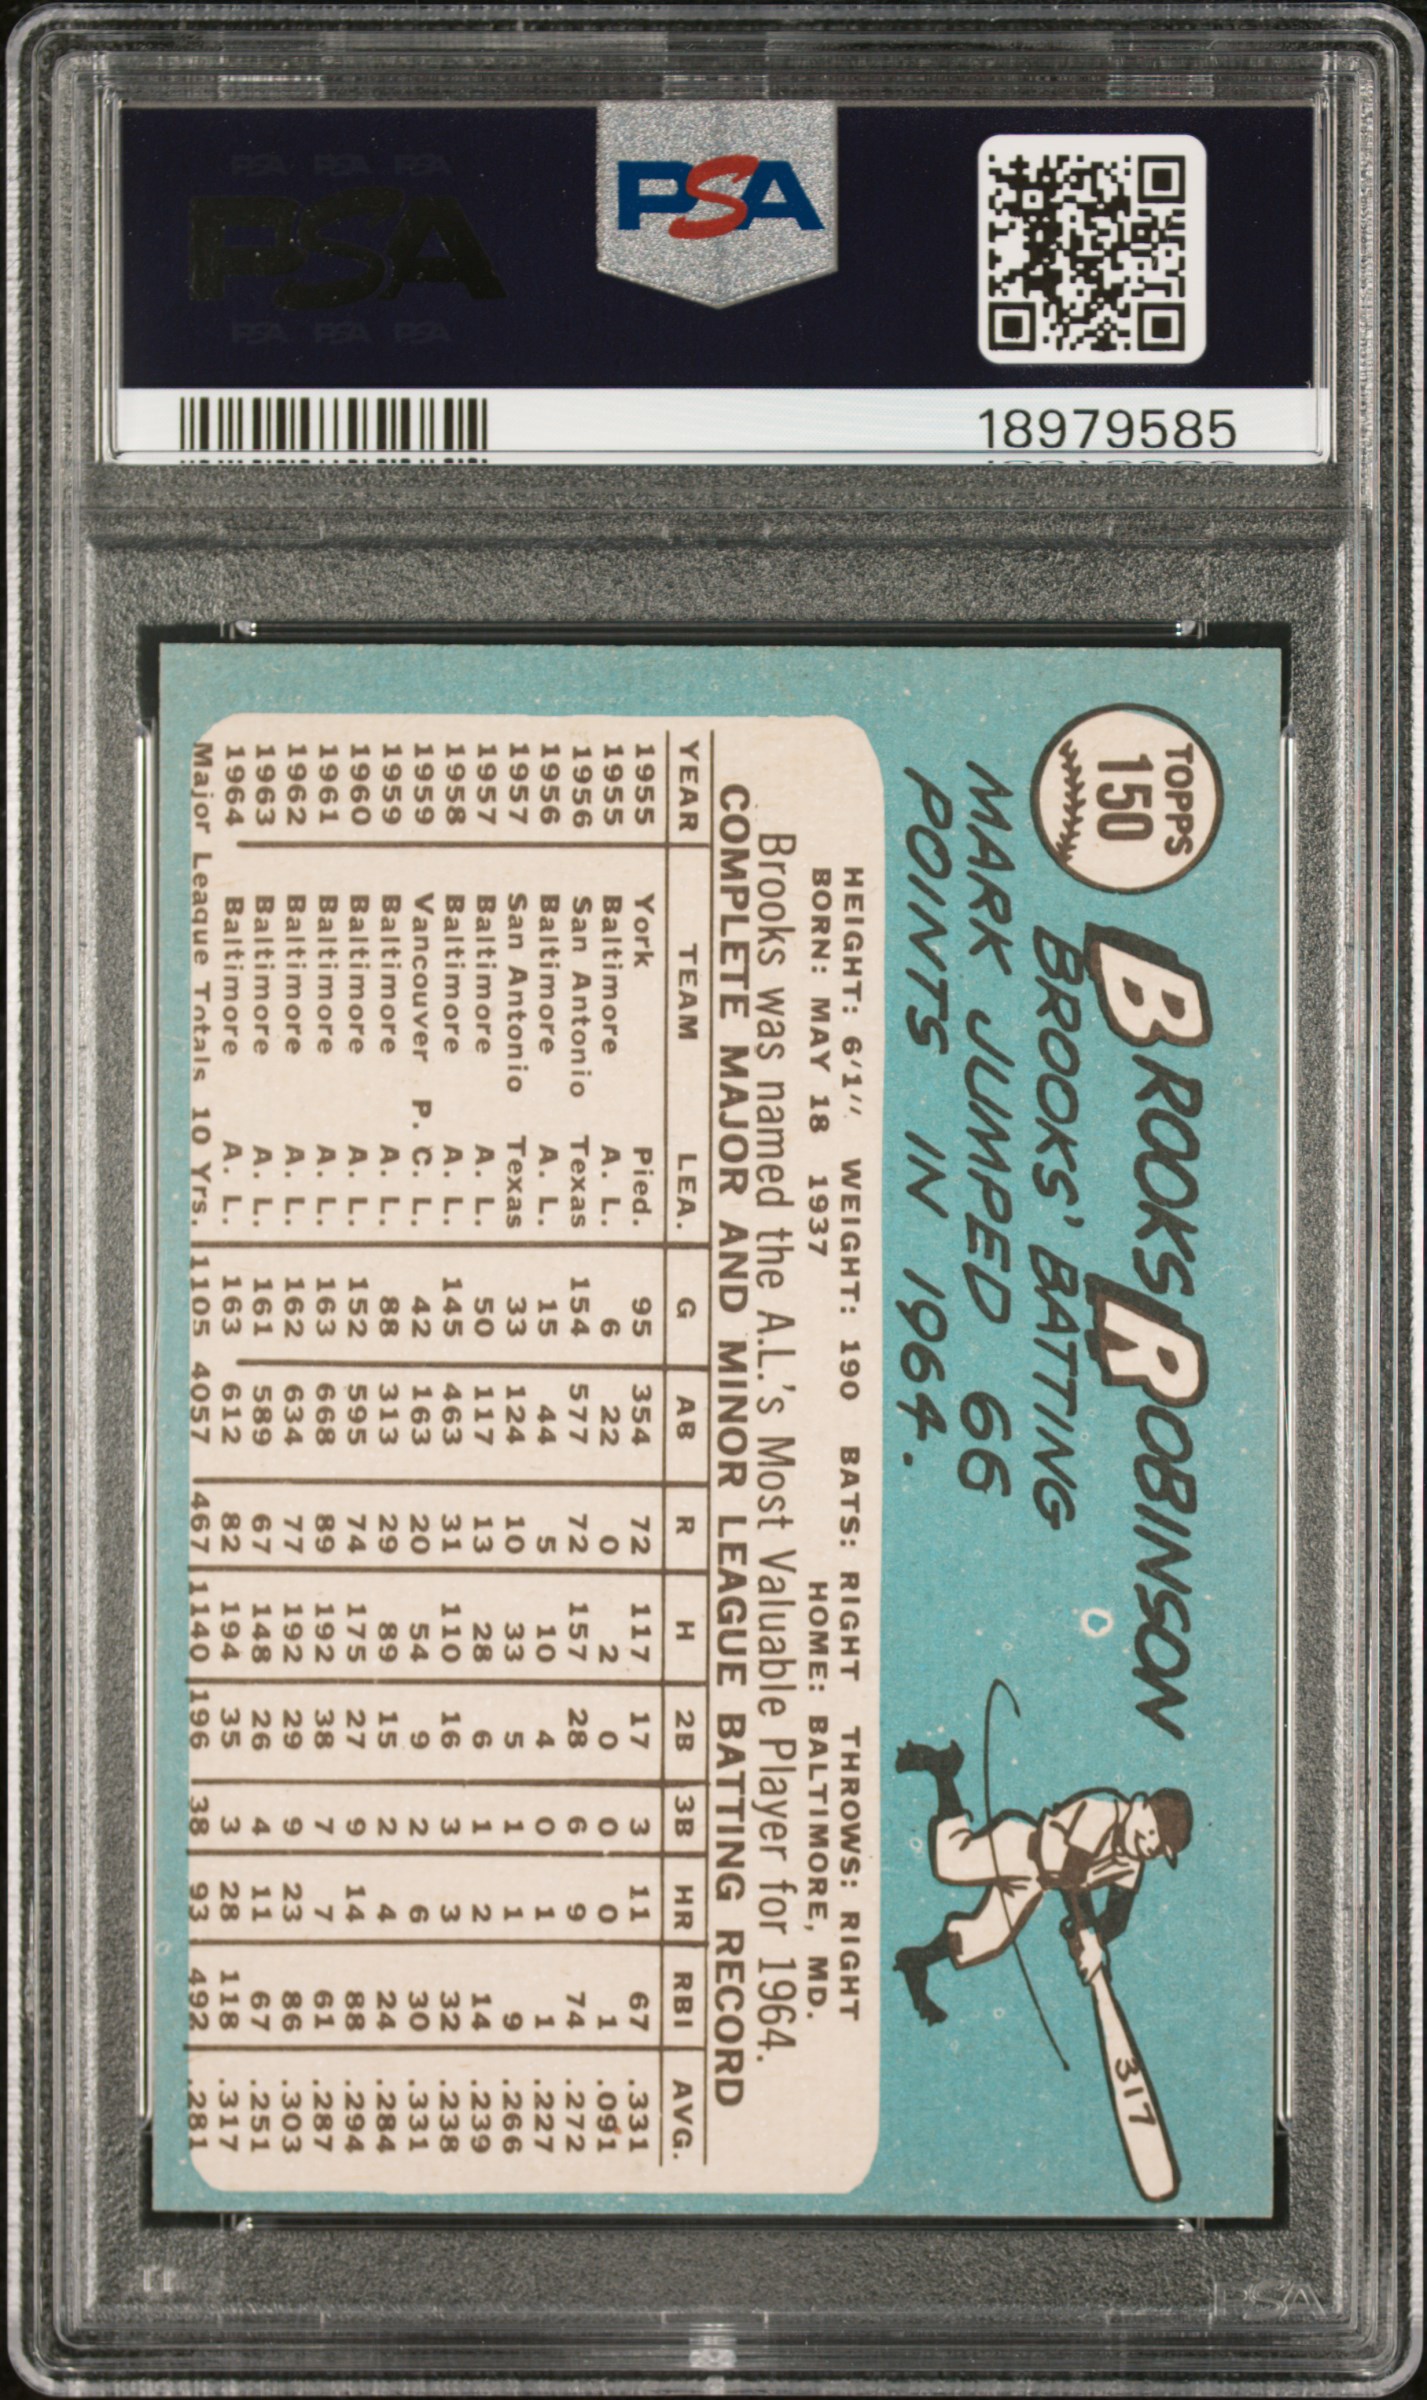 PSA PSA PSA
PSA
PSA PSA PSA
PSA
18979585
TOPPS
150
BROOKS ROBINSON
BROOKS' BATTING
MARK JUMPED 66
POINTS IN 1964.
317
HEIGHT: 6'1" WEIGHT: 190 BATS: RIGHT THROWS: RIGHT
BORN: MAY 18 1937 HOME: BALTIMORE, MD.
Brooks was named the A.L.'s Most Valuable Player for 1964.
COMPLETE MAJOR AND MINOR LEAGUE BATTING RECORD
YEAR TEAM LEA. G AB R H 2B 3B HR RBI AVG.
1955 York Pied. 95 354 72 117 17 3 11 67 .331
1955 Baltimore A. L. 6 22 0 2 0 0 0 1 .091
1956 San Antonio Texas 154 577 72 157 28 6 9 74 .272
1956 Baltimore A. L. 15 44 5 10 4 0 1 1 .227
1957 San Antonio Texas 33 124 10 33 5 1 1 9 .266
1957 Baltimore A. L. 50 117 13 28 6 1 2 14 .239
1958 Baltimore A. L. 145 463 31 110 16 3 3 32 .238
1959 Vancouver P. C. L. 42 163 20 54 9 2 6 30 .331
1959 Baltimore A. L. 88 313 29 89 15 2 4 24 .284
1960 Baltimore A. L. 152 595 74 175 27 9 14 88 .294
1961 Baltimore A. L. 163 668 89 192 38 7 7 61 .287
1962 Baltimore A. L. 162 634 77 192 29 9 23 86 .303
1963 Baltimore A. L. 161 589 67 148 26 4 11 67 .251
1964 Baltimore A. L. 163 612 82 194 35 3 28 118 .317
Major League Totals 10 Yrs. 1105 4057 467 1140 196 38 93 492 .281
PSA